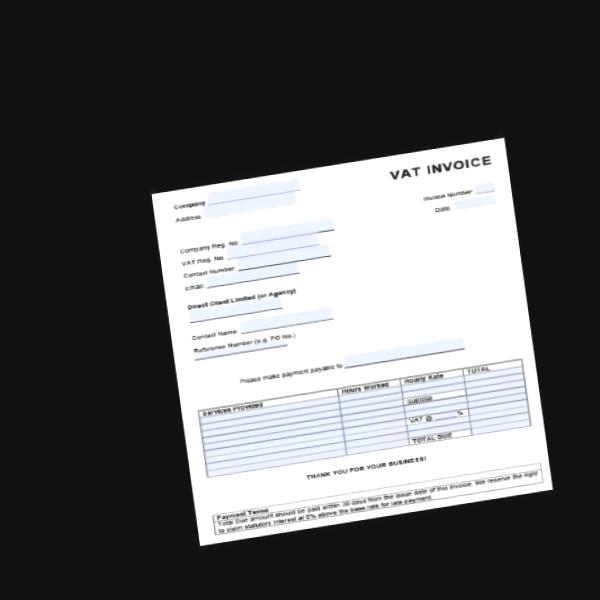 VAT INVOICE
Company
Address
Invoice Number
Date:
Company Reg. No.
VAT Reg. No.
Contact Number:
Email:
Direct Client Limited (or Agency)
Contact Name:
Reference Number (e.g. PO No.)
Please make payment payable to
Services Provided Hours Worked Hourly Rate TOTAL
Subtotal
VAT @ ______ %
TOTAL DUE
THANK YOU FOR YOUR BUSINESS!
Payment Terms
Total Due amount should be paid within 30 days from the issue date of this invoice. We reserve the right
to claim statutory interest at 8% above the base rate for late payment.